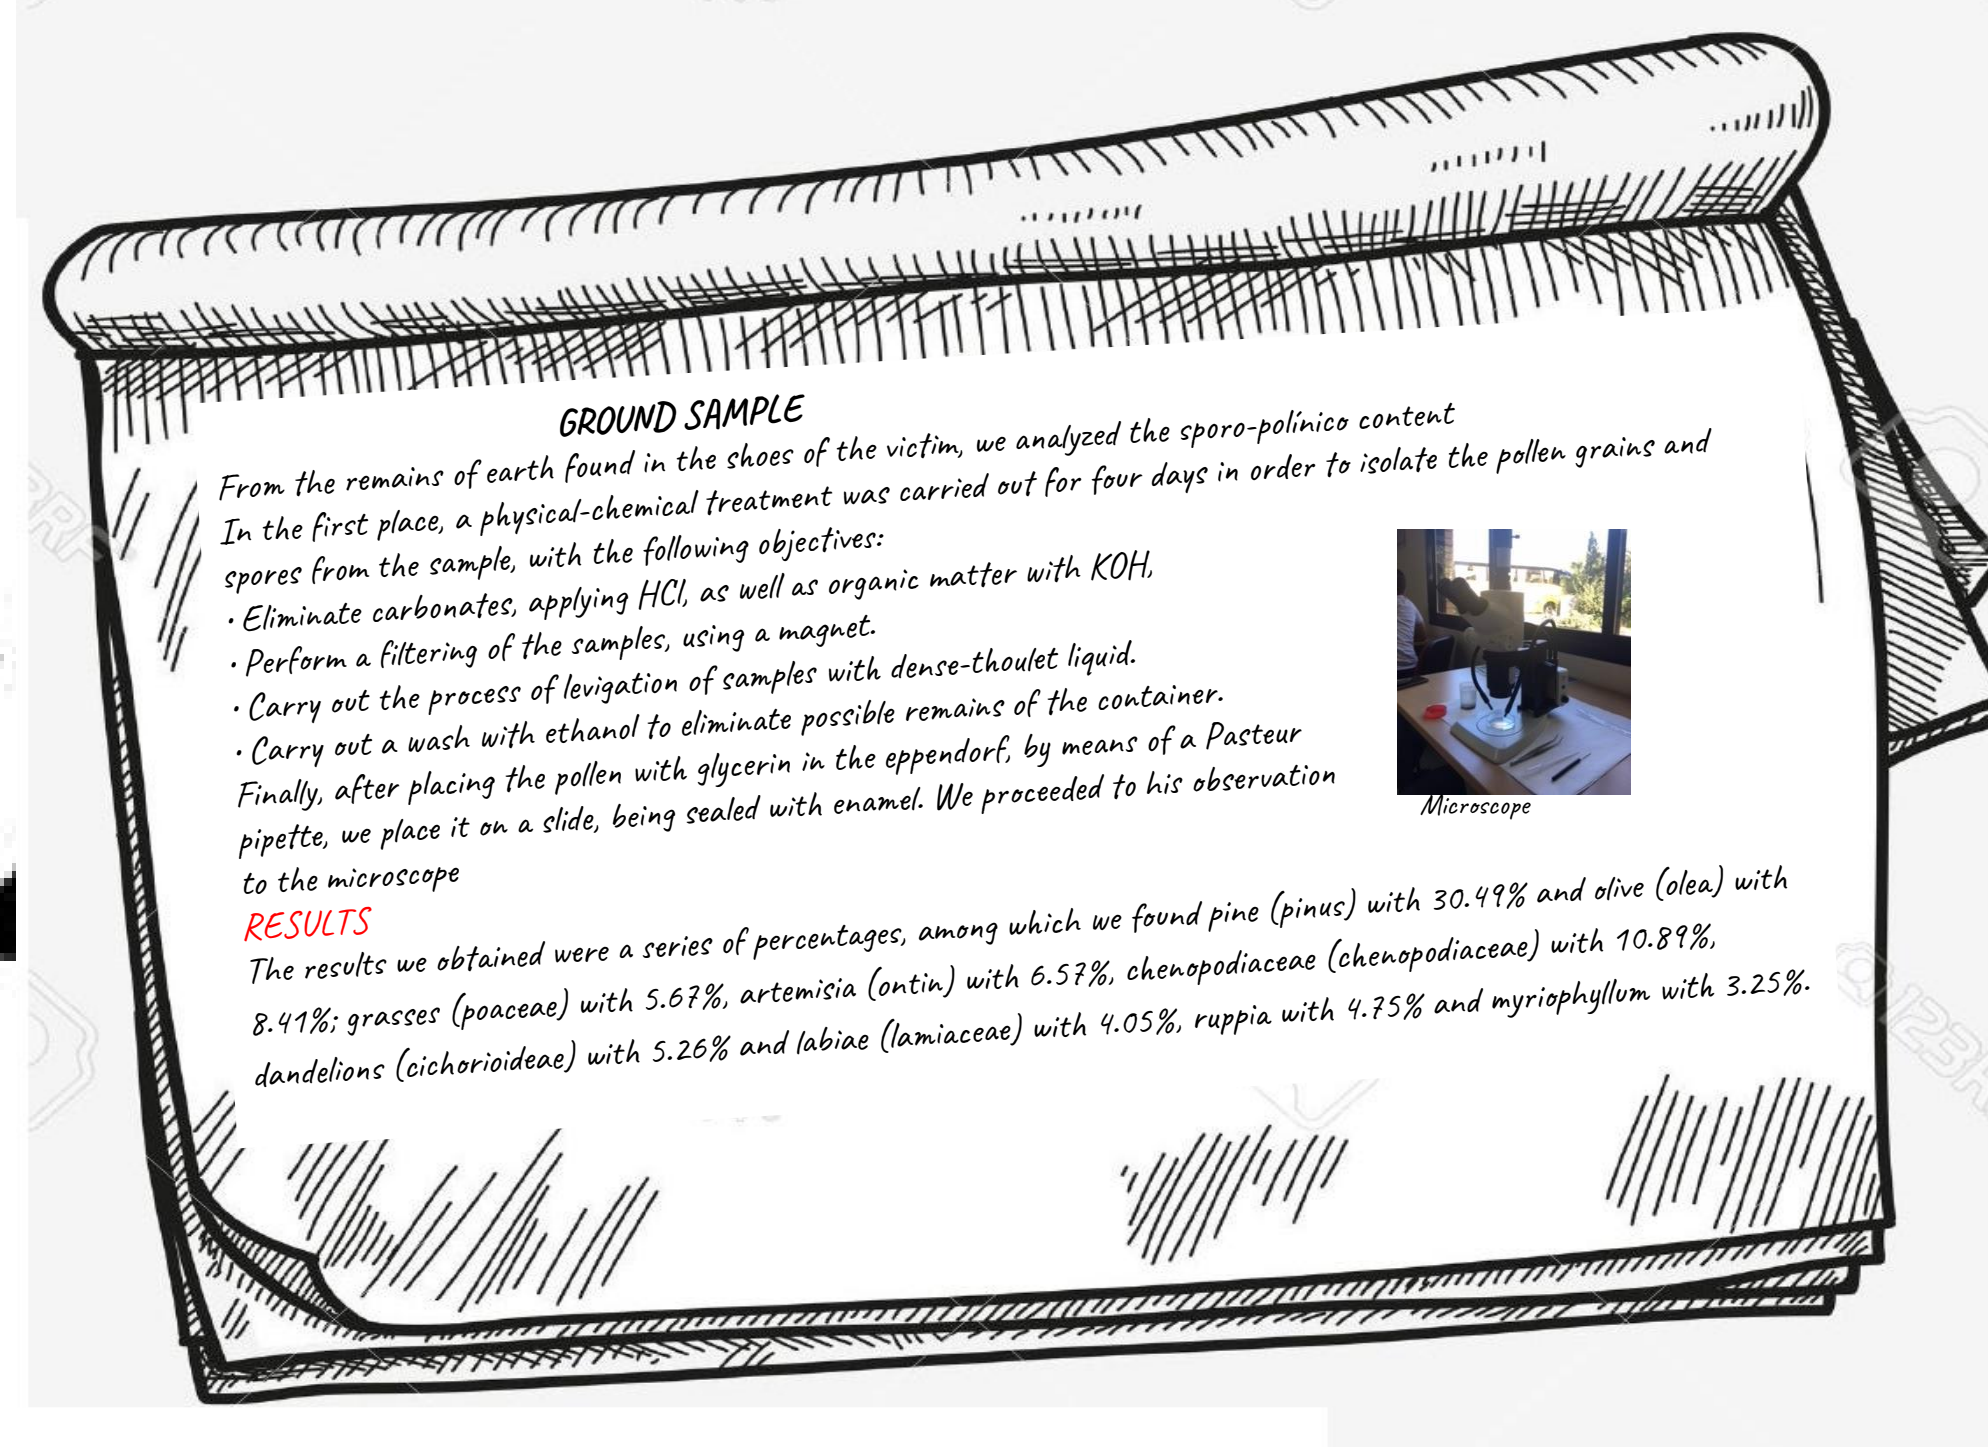 GROUND SAMPLE
From the remains of earth found in the shoes of the victim, we analyzed the sporo-polínico content
In the first place, a physical-chemical treatment was carried out for four days in order to isolate the pollen grains and
spores from the sample, with the following objectives:
• Eliminate carbonates, applying HCl, as well as organic matter with KOH,
• Perform a filtering of the samples, using a magnet.
• Carry out the process of levigation of samples with dense-thoulet liquid.
• Carry out a wash with ethanol to eliminate possible remains of the container.
Finally, after placing the pollen with glycerin in the eppendorf, by means of a Pasteur
pipette, we place it on a slide, being sealed with enamel. We proceeded to his observation
to the microscope
Microscope
RESULTS
The results we obtained were a series of percentages, among which we found pine (pinus) with 30.49% and olive (olea) with
8.41%; grasses (poaceae) with 5.67%, artemisia (ontin) with 6.57%, chenopodiaceae (chenopodiaceae) with 10.89%,
dandelions (cichorioideae) with 5.26% and labiae (lamiaceae) with 4.05%, ruppia with 4.75% and myriophyllum with 3.25%.